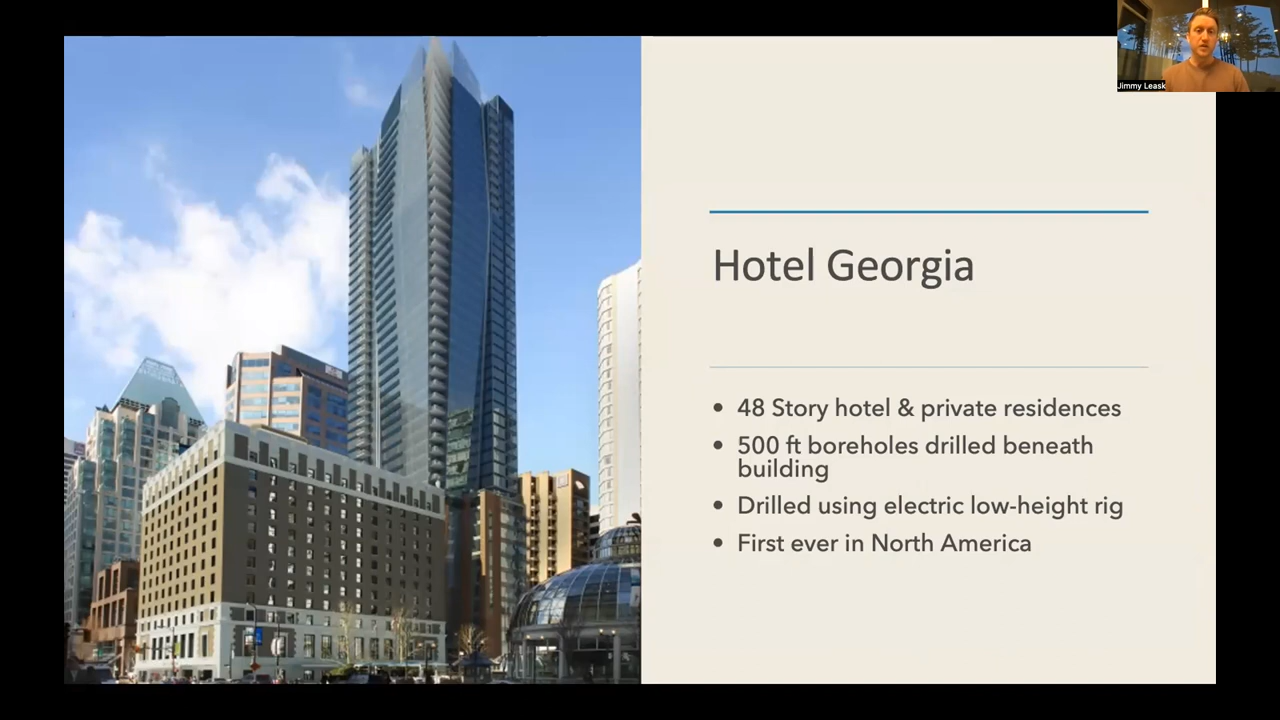 Jimmy Leask
Hotel Georgia
• 48 Story hotel & private residences
• 500 ft boreholes drilled beneath
building
• Drilled using electric low-height rig
• First ever in North America